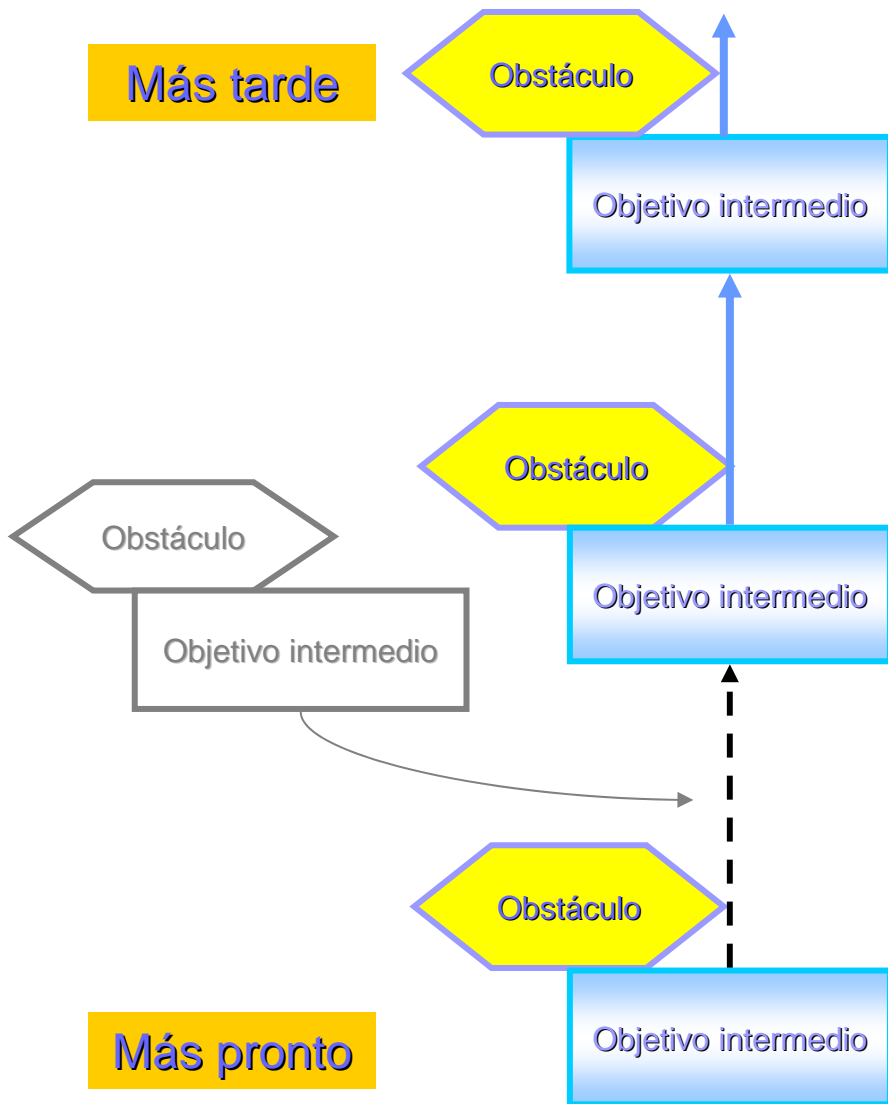 Más tarde
Obstáculo
Objetivo intermedio
Obstáculo
Objetivo intermedio
Obstáculo
Objetivo intermedio
Obstáculo
Objetivo intermedio
Más pronto